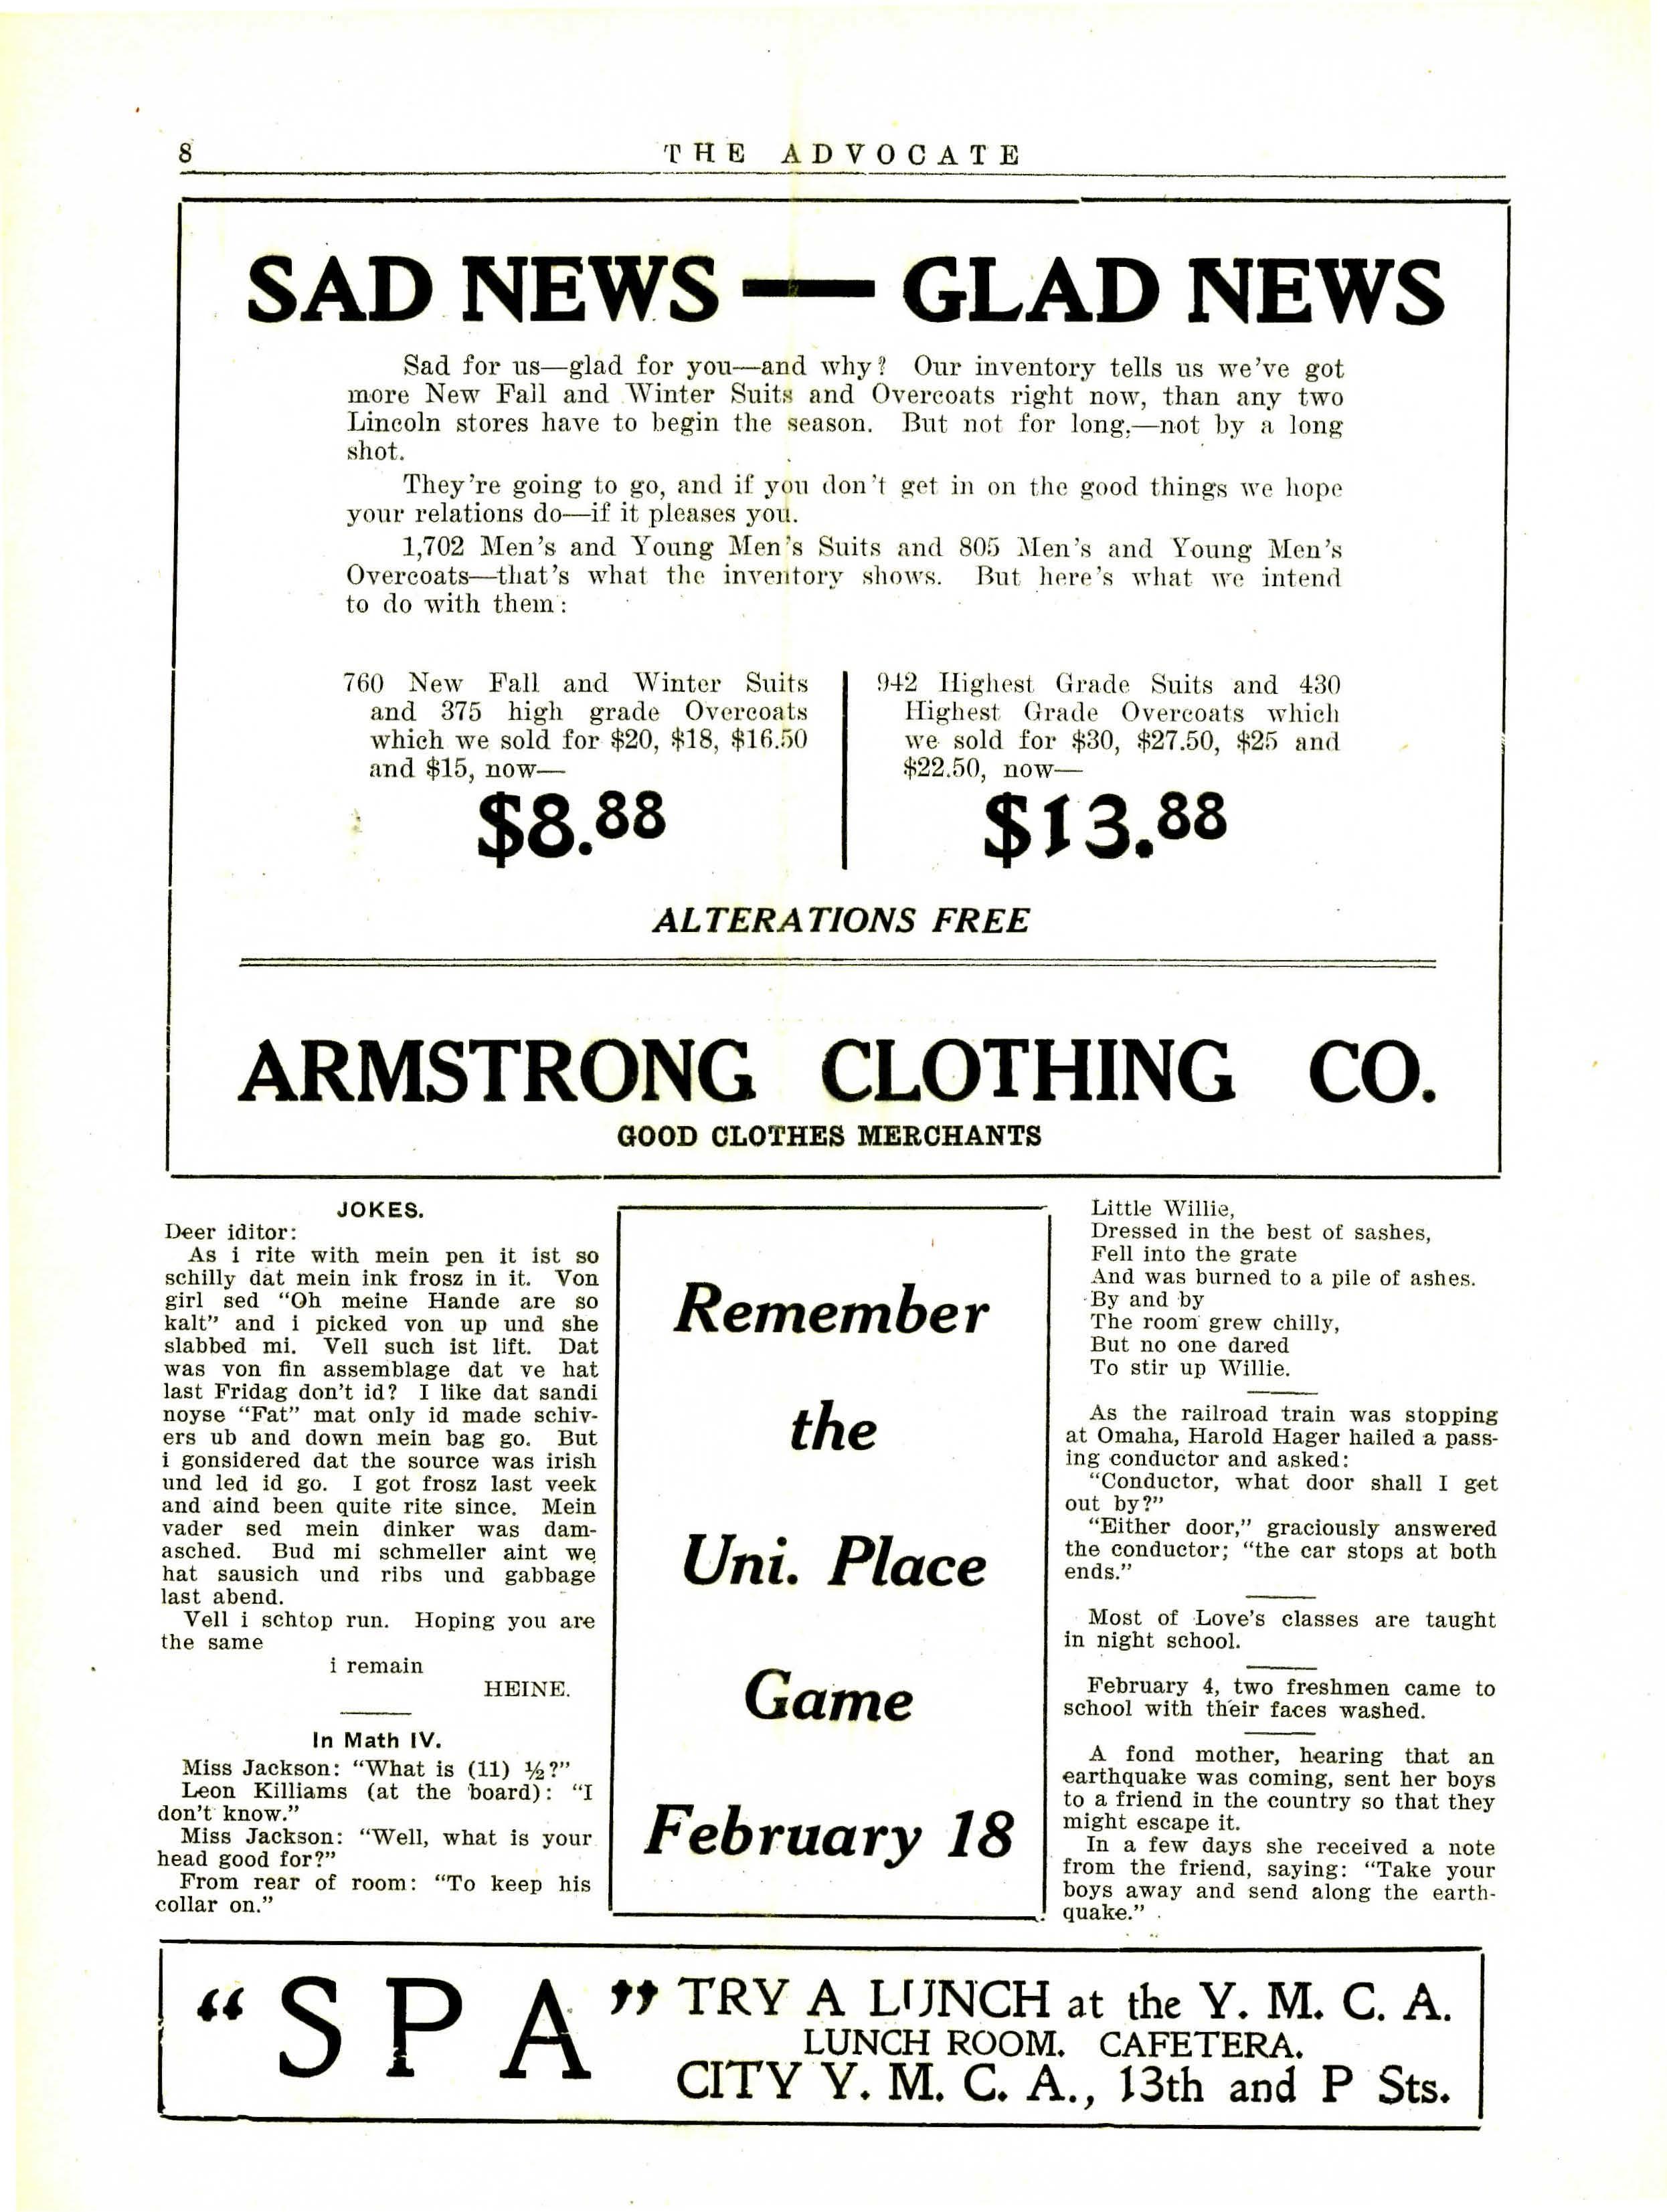 8
THE ADVOCATE
SAD NEWS — GLAD NEWS
Sad for us—glad for you—and why? Our inventory tells us we've got
more New Fall and Winter Suits and Overcoats right now, than any two
Lincoln stores have to begin the season. But not for long,—not by a long
shot.
They're going to go, and if you don't get in on the good things we hope
your relations do—if it pleases you.
1,702 Men's and Young Men's Suits and 805 Men's and Young Men's
Overcoats—that's what the inventory shows. But here's what we intend
to do with them:
760 New Fall and Winter Suits
and 375 high grade Overcoats
which we sold for $20, $18, $16.50
and $15, now—
$8.88
942 Highest Grade Suits and 430
Highest Grade Overcoats which
we sold for $30, $27.50, $25 and
$22.50, now—
$13.88
ALTERATIONS FREE
ARMSTRONG CLOTHING CO.
GOOD CLOTHES MERCHANTS
JOKES.
Deer iditor:
As i rite with mein pen it ist so
schilly dat mein ink frosz in it. Von
girl sed "Oh meine Hande are so
kalt" and i picked von up und she
slabbed mi. Vell such ist lift. Dat
was von fin assemblage dat ve hat
last Fridag don't id? I like dat sandi
noyse "Fat" mat only id made schiv-
ers ub and down mein bag go. But
i gonsidered dat the source was irish
und led id go. I got frosz last veek
and aind been quite rite since. Mein
vader sed mein dinker was dam-
asched. Bud mi schmeller aint we
hat sausich und ribs und gabbage
last abend.
Vell i schtop run. Hoping you are
the same
i remain
HEINE.
In Math IV.
Miss Jackson: "What is (11) ½?"
Leon Killiams (at the board): "I
don't know."
Miss Jackson: "Well, what is your
head good for?"
From rear of room: "To keep his
collar on."
Remember
the
Uni. Place
Game
February 18
Little Willie,
Dressed in the best of sashes,
Fell into the grate
And was burned to a pile of ashes.
By and by
The room grew chilly,
But no one dared
To stir up Willie.
As the railroad train was stopping
at Omaha, Harold Hager hailed a pass-
ing conductor and asked:
"Conductor, what door shall I get
out by?"
"Either door," graciously answered
the conductor; "the car stops at both
ends."
Most of Love's classes are taught
in night school.
February 4, two freshmen came to
school with their faces washed.
A fond mother, hearing that an
earthquake was coming, sent her boys
to a friend in the country so that they
might escape it.
In a few days she received a note
from the friend, saying: "Take your
boys away and send along the earth-
quake."
"SPA"
TRY A LUNCH at the Y. M. C. A.
LUNCH ROOM. CAFETERA.
CITY Y. M. C. A., 13th and P Sts.